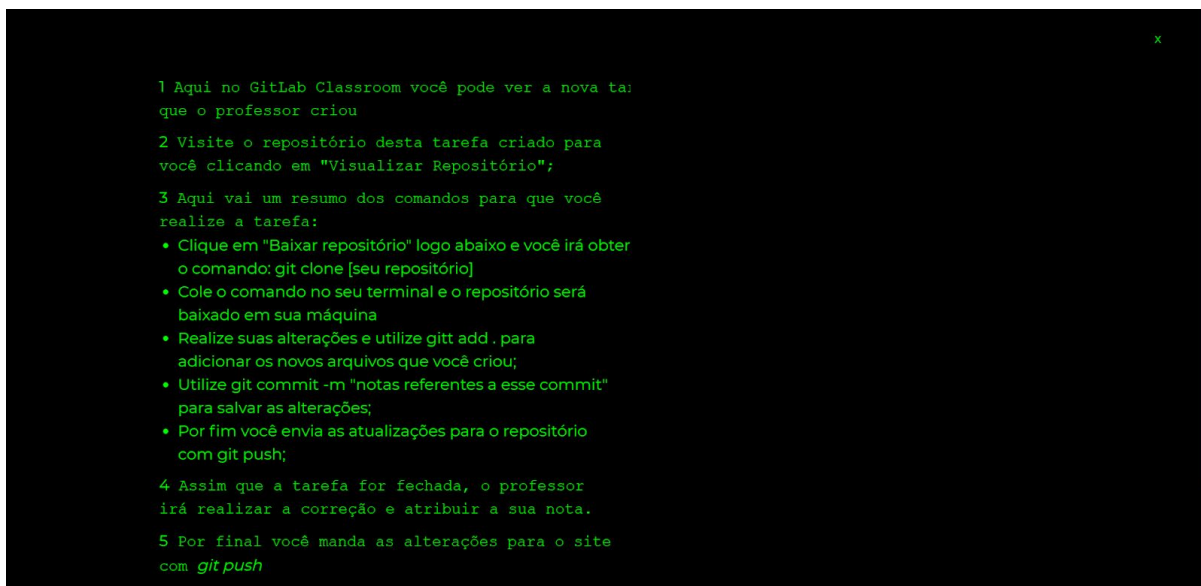 x
1 Aqui no GitLab Classroom você pode ver a nova
que o professor criou
2 Visite o repositório desta tarefa criado para
você clicando em "Visualizar Repositório";
3 Aqui vai um resumo dos comandos para que você
realize a tarefa:
• Clique em "Baixar repositório" logo abaixo e você irá obter
o comando: git clone [seu repositório]
• Cole o comando no seu terminal e o repositório será
baixado em sua máquina
• Realize suas alterações e utilize gitt add . para
adicionar os novos arquivos que você criou;
• Utilize git commit -m "notas referentes a esse commit"
para salvar as alterações;
• Por fim você envia as atualizações para o repositório
com git push;
4 Assim que a tarefa for fechada, o professor
irá realizar a correção e atribuir a sua nota.
5 Por final você manda as alterações para o site
com git push